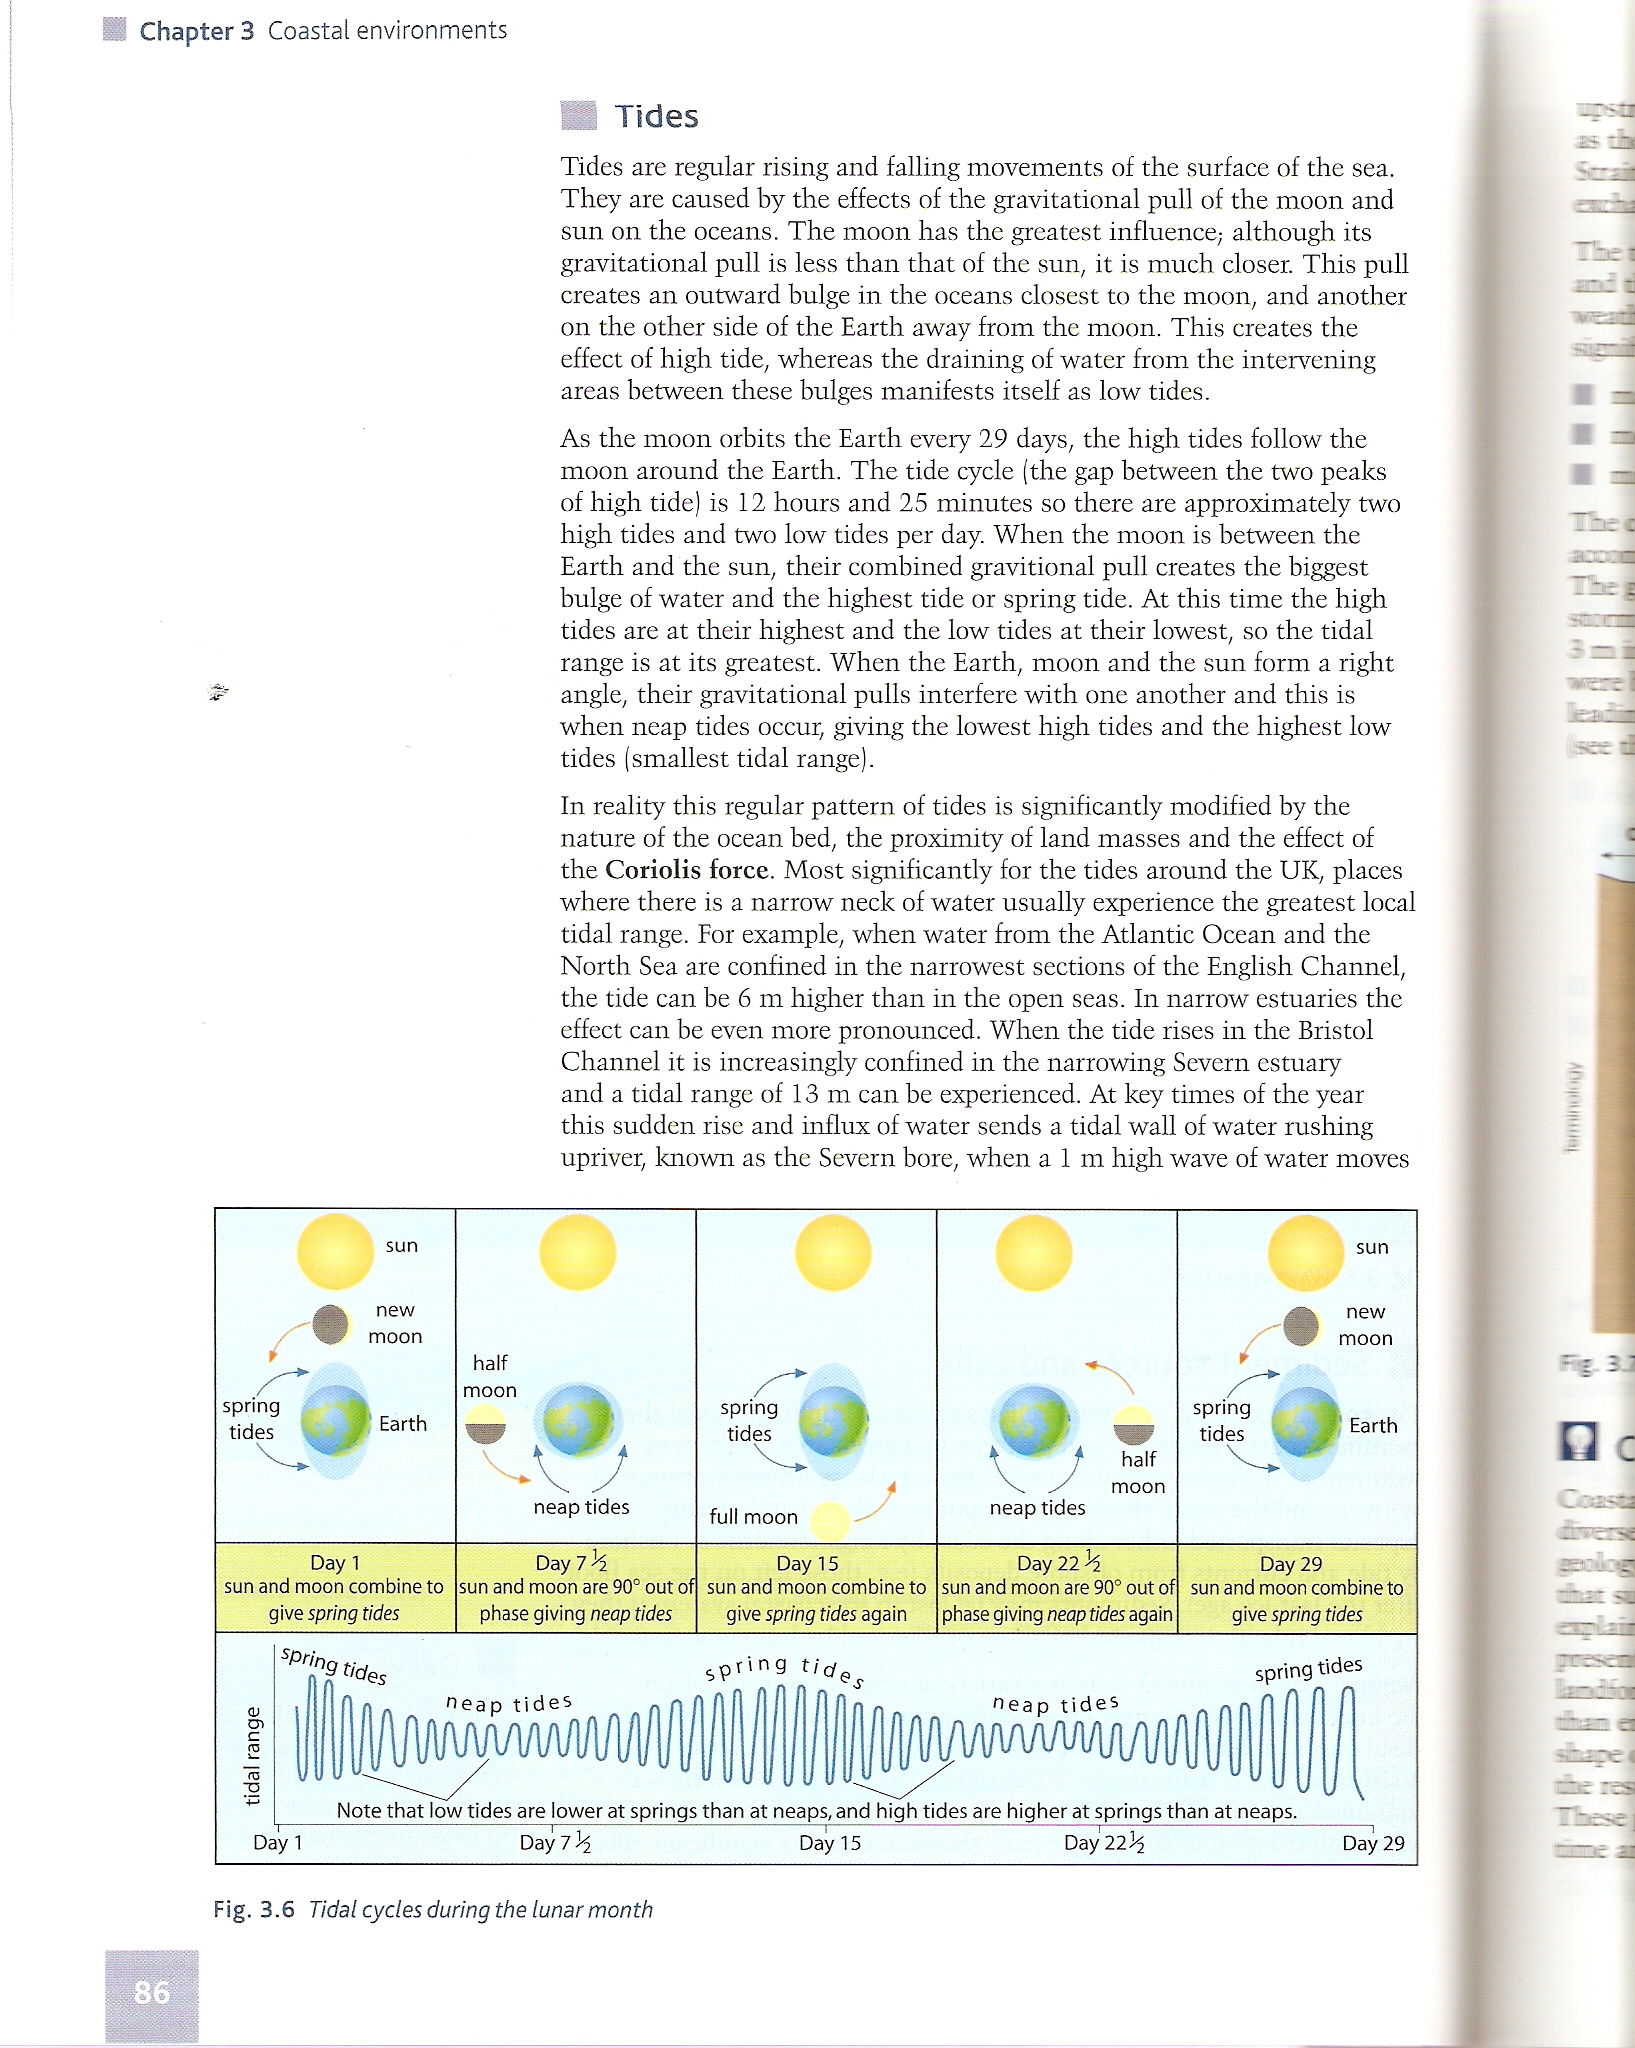 Chapter 3 Coastal environments
Tides
Tides are regular rising and falling movements of the surface of the sea.
They are caused by the effects of the gravitational pull of the moon and
sun on the oceans. The moon has the greatest influence; although its
gravitational pull is less than that of the sun, it is much closer. This pull
creates an outward bulge in the oceans closest to the moon, and another
on the other side of the Earth away from the moon. This creates the
effect of high tide, whereas the draining of water from the intervening
areas between these bulges manifests itself as low tides.
As the moon orbits the Earth every 29 days, the high tides follow the
moon around the Earth. The tide cycle (the gap between the two peaks
of high tide) is 12 hours and 25 minutes so there are approximately two
high tides and two low tides per day. When the moon is between the
Earth and the sun, their combined gravitional pull creates the biggest
bulge of water and the highest tide or spring tide. At this time the high
tides are at their highest and the low tides at their lowest, so the tidal
range is at its greatest. When the Earth, moon and the sun form a right
angle, their gravitational pulls interfere with one another and this is
when neap tides occur, giving the lowest high tides and the highest low
tides (smallest tidal range).
In reality this regular pattern of tides is significantly modified by the
nature of the ocean bed, the proximity of land masses and the effect of
the Coriolis force. Most significantly for the tides around the UK, places
where there is a narrow neck of water usually experience the greatest local
tidal range. For example, when water from the Atlantic Ocean and the
North Sea are confined in the narrowest sections of the English Channel,
the tide can be 6 m higher than in the open seas. In narrow estuaries the
effect can be even more pronounced. When the tide rises in the Bristol
Channel it is increasingly confined in the narrowing Severn estuary
and a tidal range of 13 m can be experienced. At key times of the year
this sudden rise and influx of water sends a tidal wall of water rushing
upriver, known as the Severn bore, when a 1 m high wave of water moves
sun
new
moon
spring
tides
Earth
half
moon
neap tides
spring
tides
full moon
half
moon
neap tides
sun
new
moon
spring
tides
Earth
Day 1
sun and moon combine to
give spring tides
Day 7 ½
sun and moon are 90° out of
phase giving neap tides
Day 15
sun and moon combine to
give spring tides again
Day 22 ½
sun and moon are 90° out of
phase giving neap tides again
Day 29
sun and moon combine to
give spring tides
tidal range
spring tides
neap tides
spring tides
neap tides
spring tides
Note that low tides are lower at springs than at neaps, and high tides are higher at springs than at neaps.
Day 1
Day 7 ½
Day 15
Day 22 ½
Day 29
Fig. 3.6 Tidal cycles during the lunar month
86
The
Strait
and
3 m
were
(see
Terminology
Fig. 3.7
geolog
that
than
shape
the res
These
time